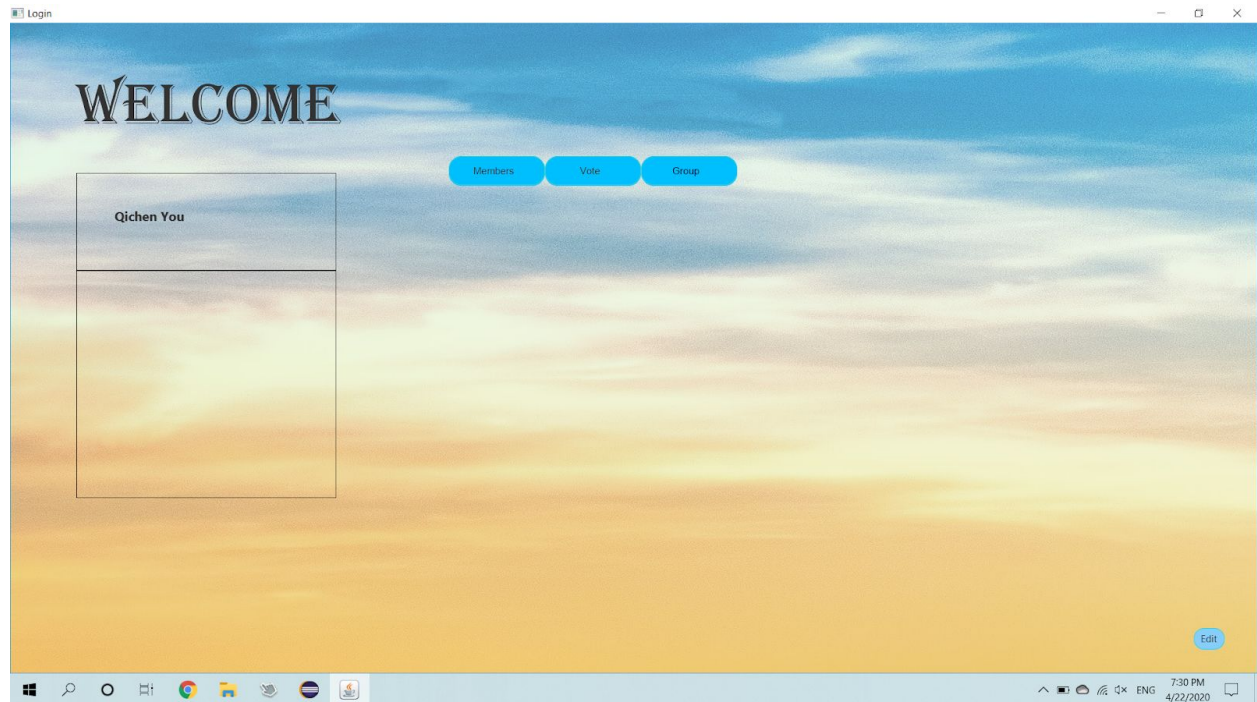 Login
WELCOME
Members Vote Group
Qichen You
Edit
ENG
7:30 PM
4/22/2020